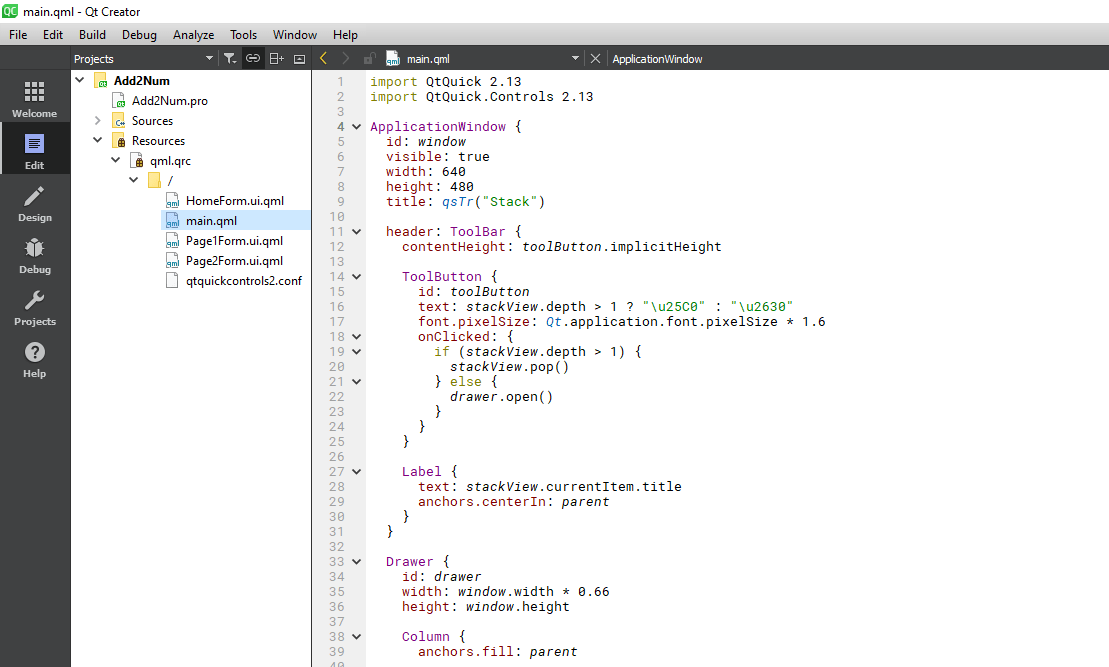 QC main.qml - Qt Creator
File Edit Build Debug Analyze Tools Window Help
Projects
main.qml
ApplicationWindow
Welcome
Edit
Design
Debug
Projects
Help
Add2Num
Add2Num.pro
Sources
Resources
qml.qrc
/
HomeForm.ui.qml
main.qml
Page1Form.ui.qml
Page2Form.ui.qml
qtquickcontrols2.conf
1 import QtQuick 2.13
2 import QtQuick.Controls 2.13
3
4 ApplicationWindow {
5 id: window
6 visible: true
7 width: 640
8 height: 480
9 title: qsTr("Stack")
10
11 header: ToolBar {
12 contentHeight: toolButton.implicitHeight
13
14 ToolButton {
15 id: toolButton
16 text: stackView.depth > 1 ? "\u25C0" : "\u2630"
17 font.pixelSize: Qt.application.font.pixelSize * 1.6
18 onClicked: {
19 if (stackView.depth > 1) {
20 stackView.pop()
21 } else {
22 drawer.open()
23 }
24 }
25 }
26
27 Label {
28 text: stackView.currentItem.title
29 anchors.centerIn: parent
30 }
31 }
32
33 Drawer {
34 id: drawer
35 width: window.width * 0.66
36 height: window.height
37
38 Column {
39 anchors.fill: parent
40